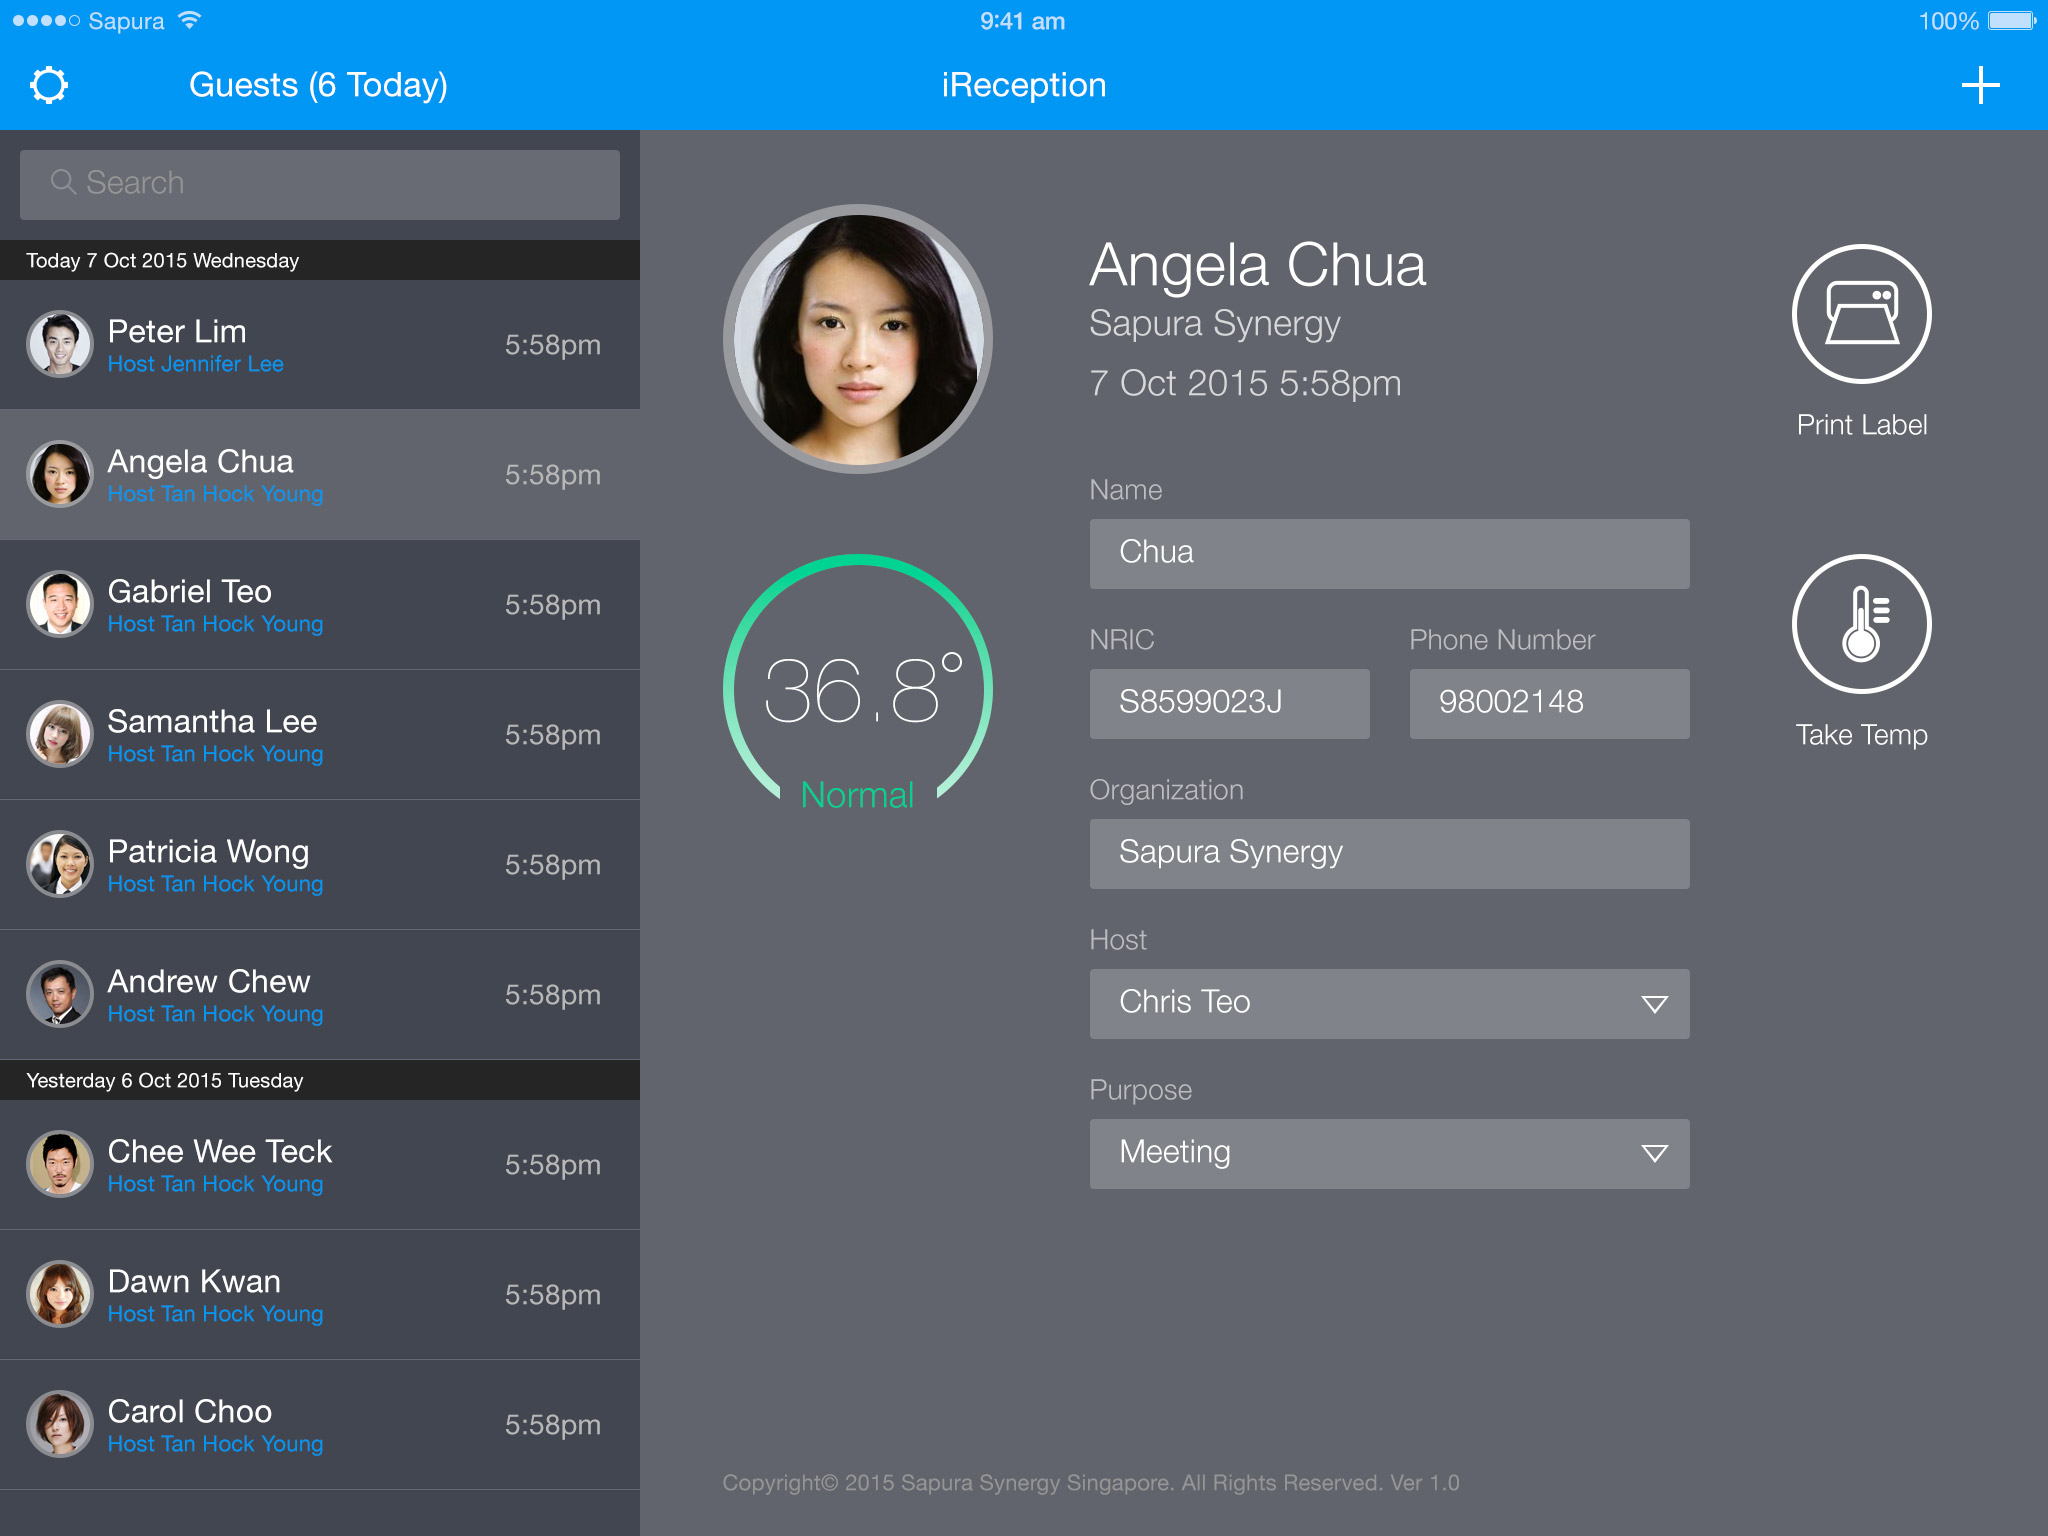 Sapura
9:41 am
100%
Guests (6 Today)
iReception
Search
Today 7 Oct 2015 Wednesday
Peter Lim
Host Jennifer Lee
5:58pm
Angela Chua
Host Tan Hock Young
5:58pm
Gabriel Teo
Host Tan Hock Young
5:58pm
Samantha Lee
Host Tan Hock Young
5:58pm
Patricia Wong
Host Tan Hock Young
5:58pm
Andrew Chew
Host Tan Hock Young
5:58pm
Yesterday 6 Oct 2015 Tuesday
Chee Wee Teck
Host Tan Hock Young
5:58pm
Dawn Kwan
Host Tan Hock Young
5:58pm
Carol Choo
Host Tan Hock Young
5:58pm
Angela Chua
Sapura Synergy
7 Oct 2015 5:58pm
36.8°
Normal
Name
Chua
NRIC
S8599023J
Phone Number
98002148
Organization
Sapura Synergy
Host
Chris Teo
Purpose
Meeting
Print Label
Take Temp
Copyright© 2015 Sapura Synergy Singapore. All Rights Reserved. Ver 1.0